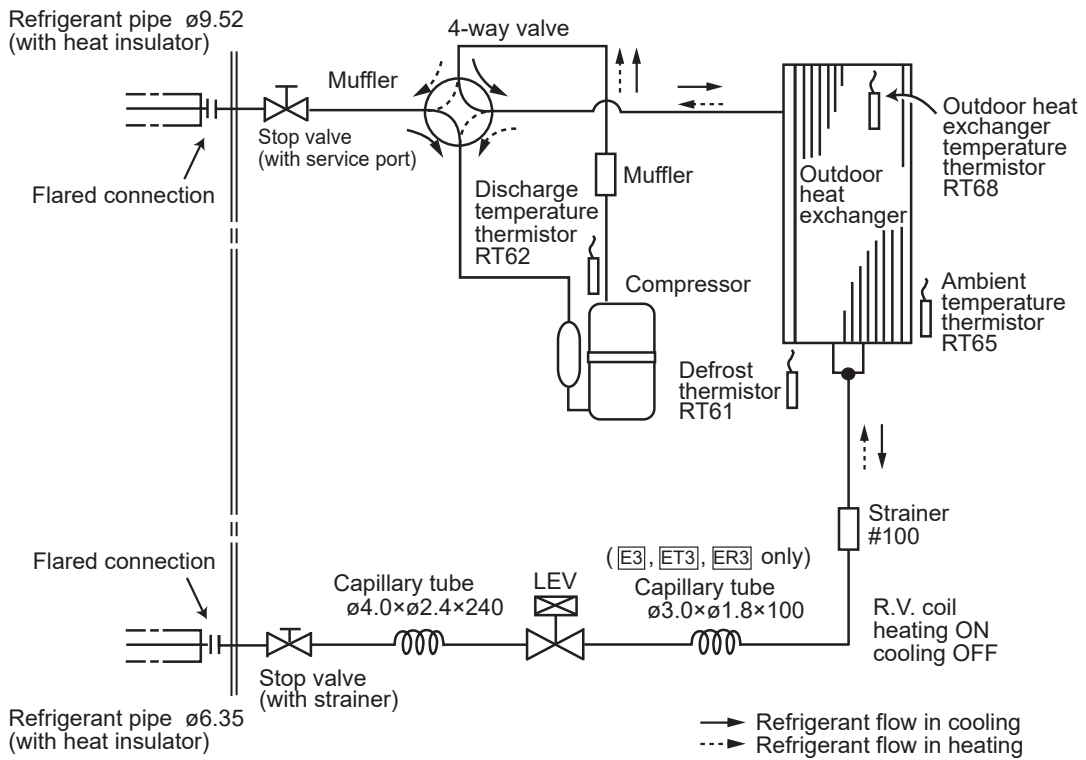 Refrigerant pipe ø9.52
(with heat insulator)
4-way valve
Muffler
Stop valve
(with service port)
Flared connection
Discharge
temperature
thermistor
RT62
Muffler
Compressor
Outdoor
heat
exchanger
Outdoor heat
exchanger
temperature
thermistor
RT68
Ambient
temperature
thermistor
RT65
Defrost
thermistor
RT61
Strainer
#100
Flared connection
Capillary tube
ø4.0×ø2.4×240
LEV
( E3, ET3, ER3 only)
Capillary tube
ø3.0×ø1.8×100
R.V. coil
heating ON
cooling OFF
Stop valve
(with strainer)
Refrigerant pipe ø6.35
(with heat insulator)
Refrigerant flow in cooling
Refrigerant flow in heating